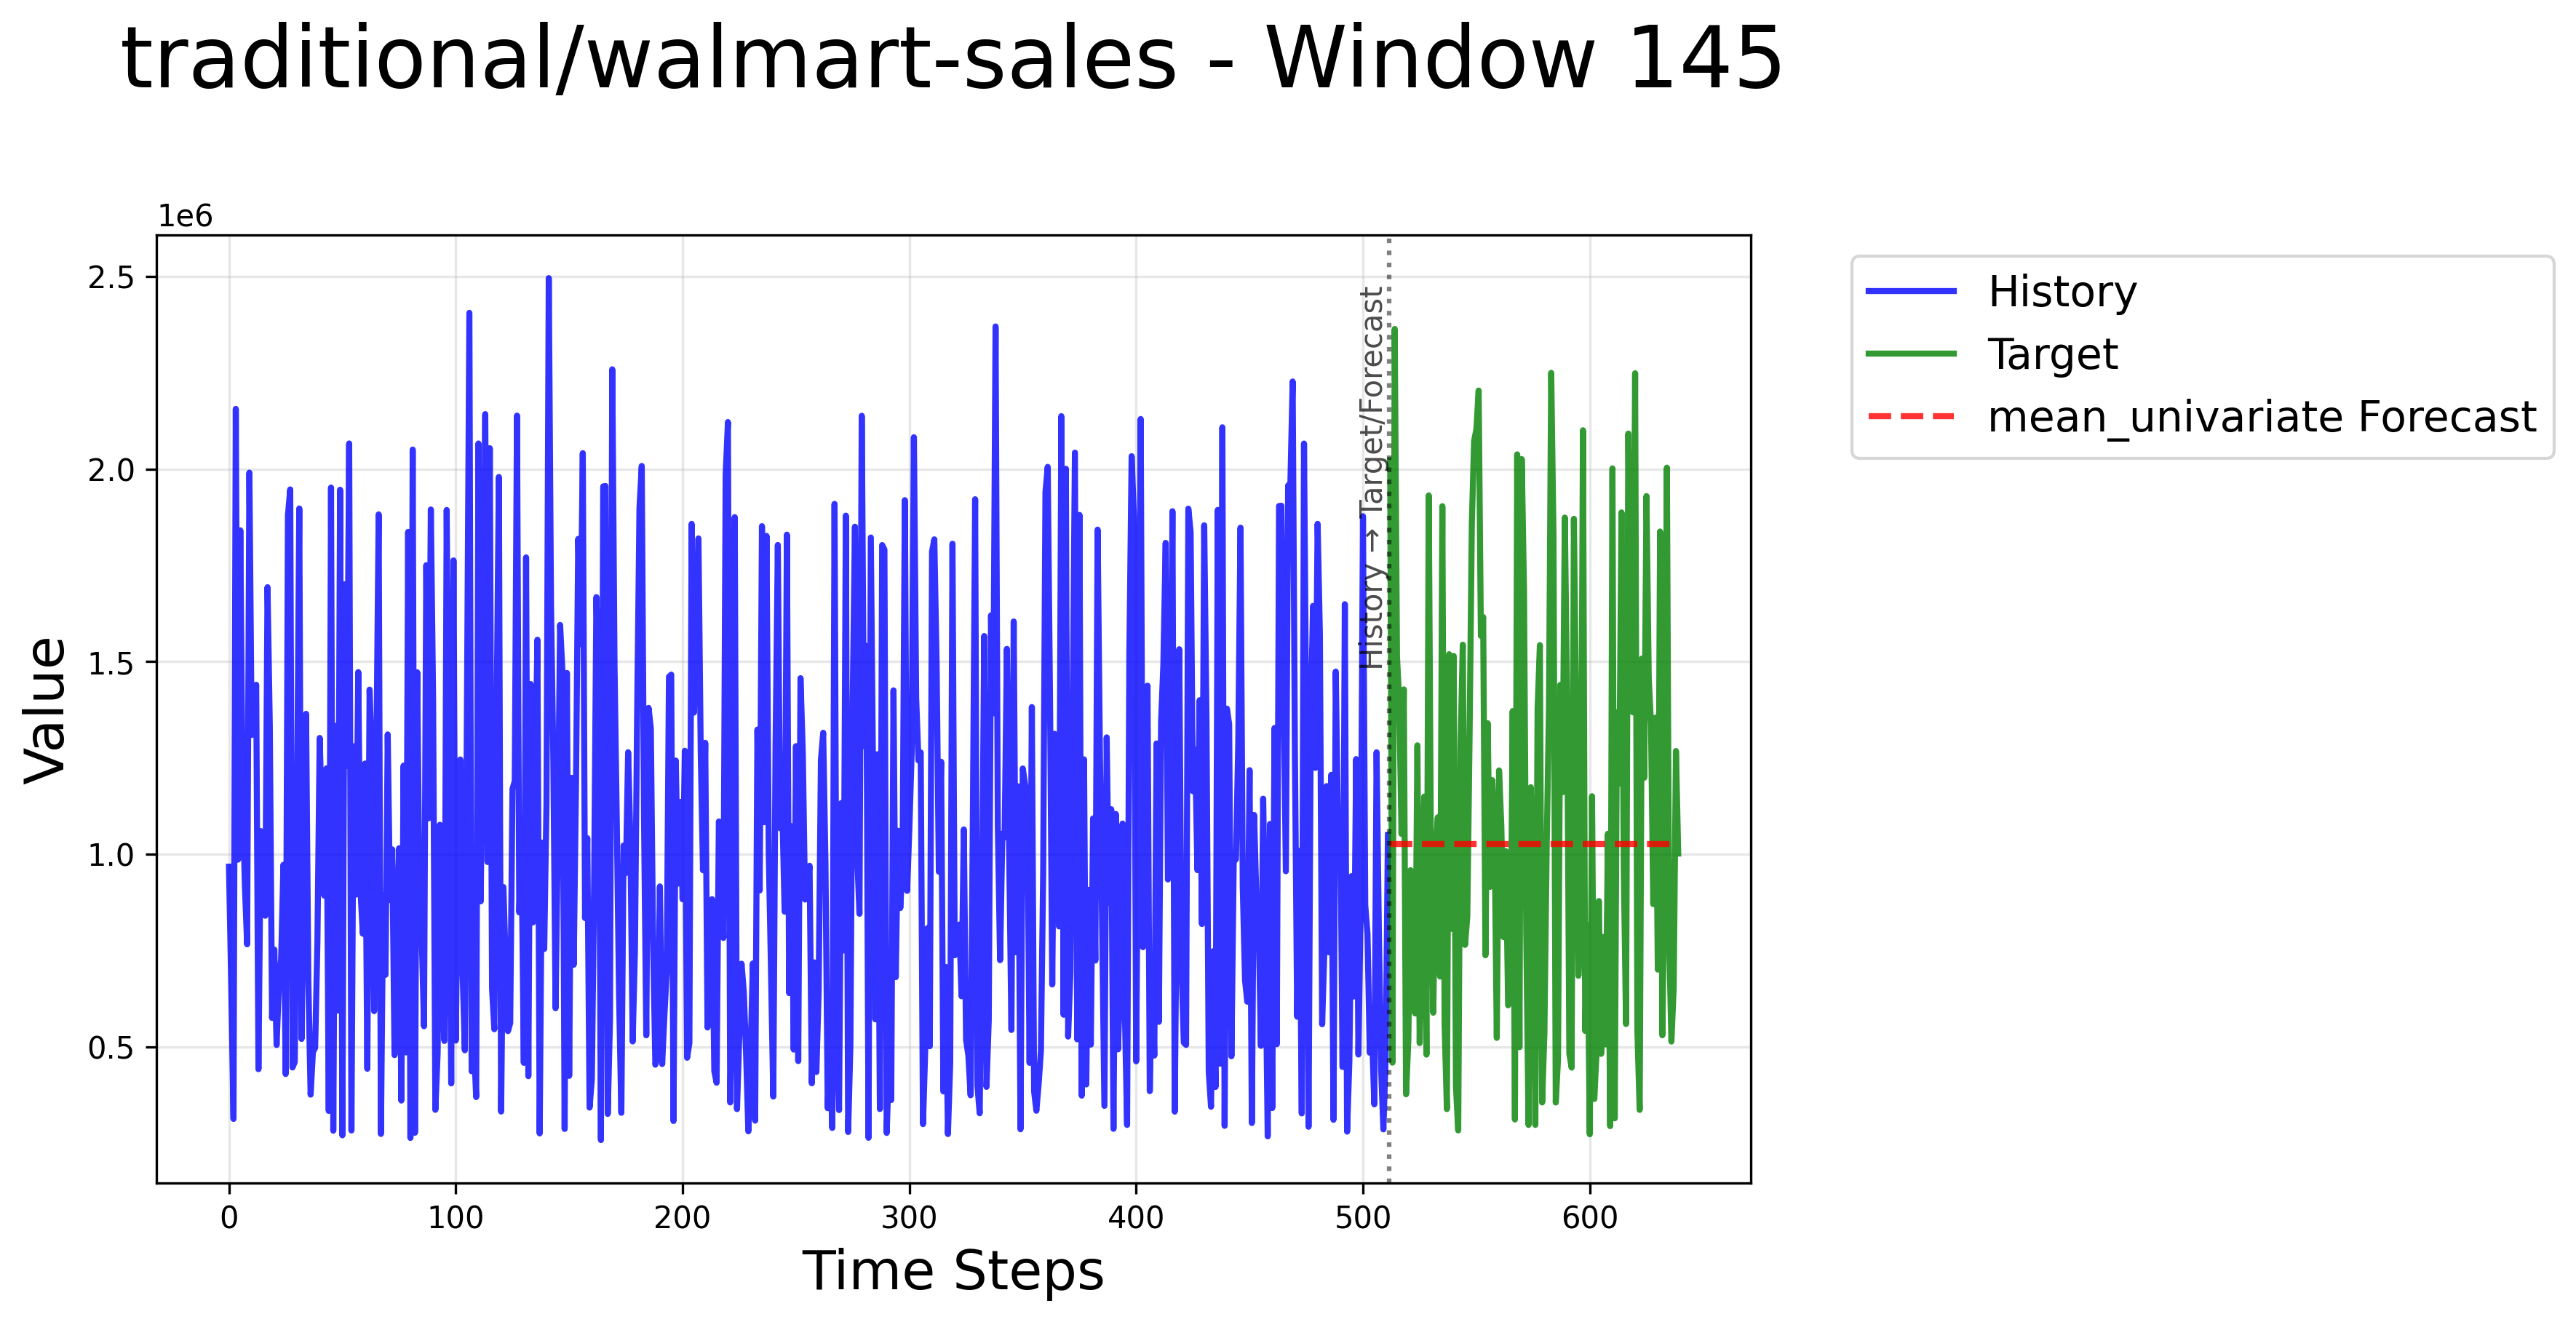 traditional/walmart-sales - Window 145
1e6
2.5
2.0
1.5
1.0
0.5
Value
0
100
200
300
400
500
600
Time Steps
History → Target/Forecast
History
Target
mean_univariate Forecast